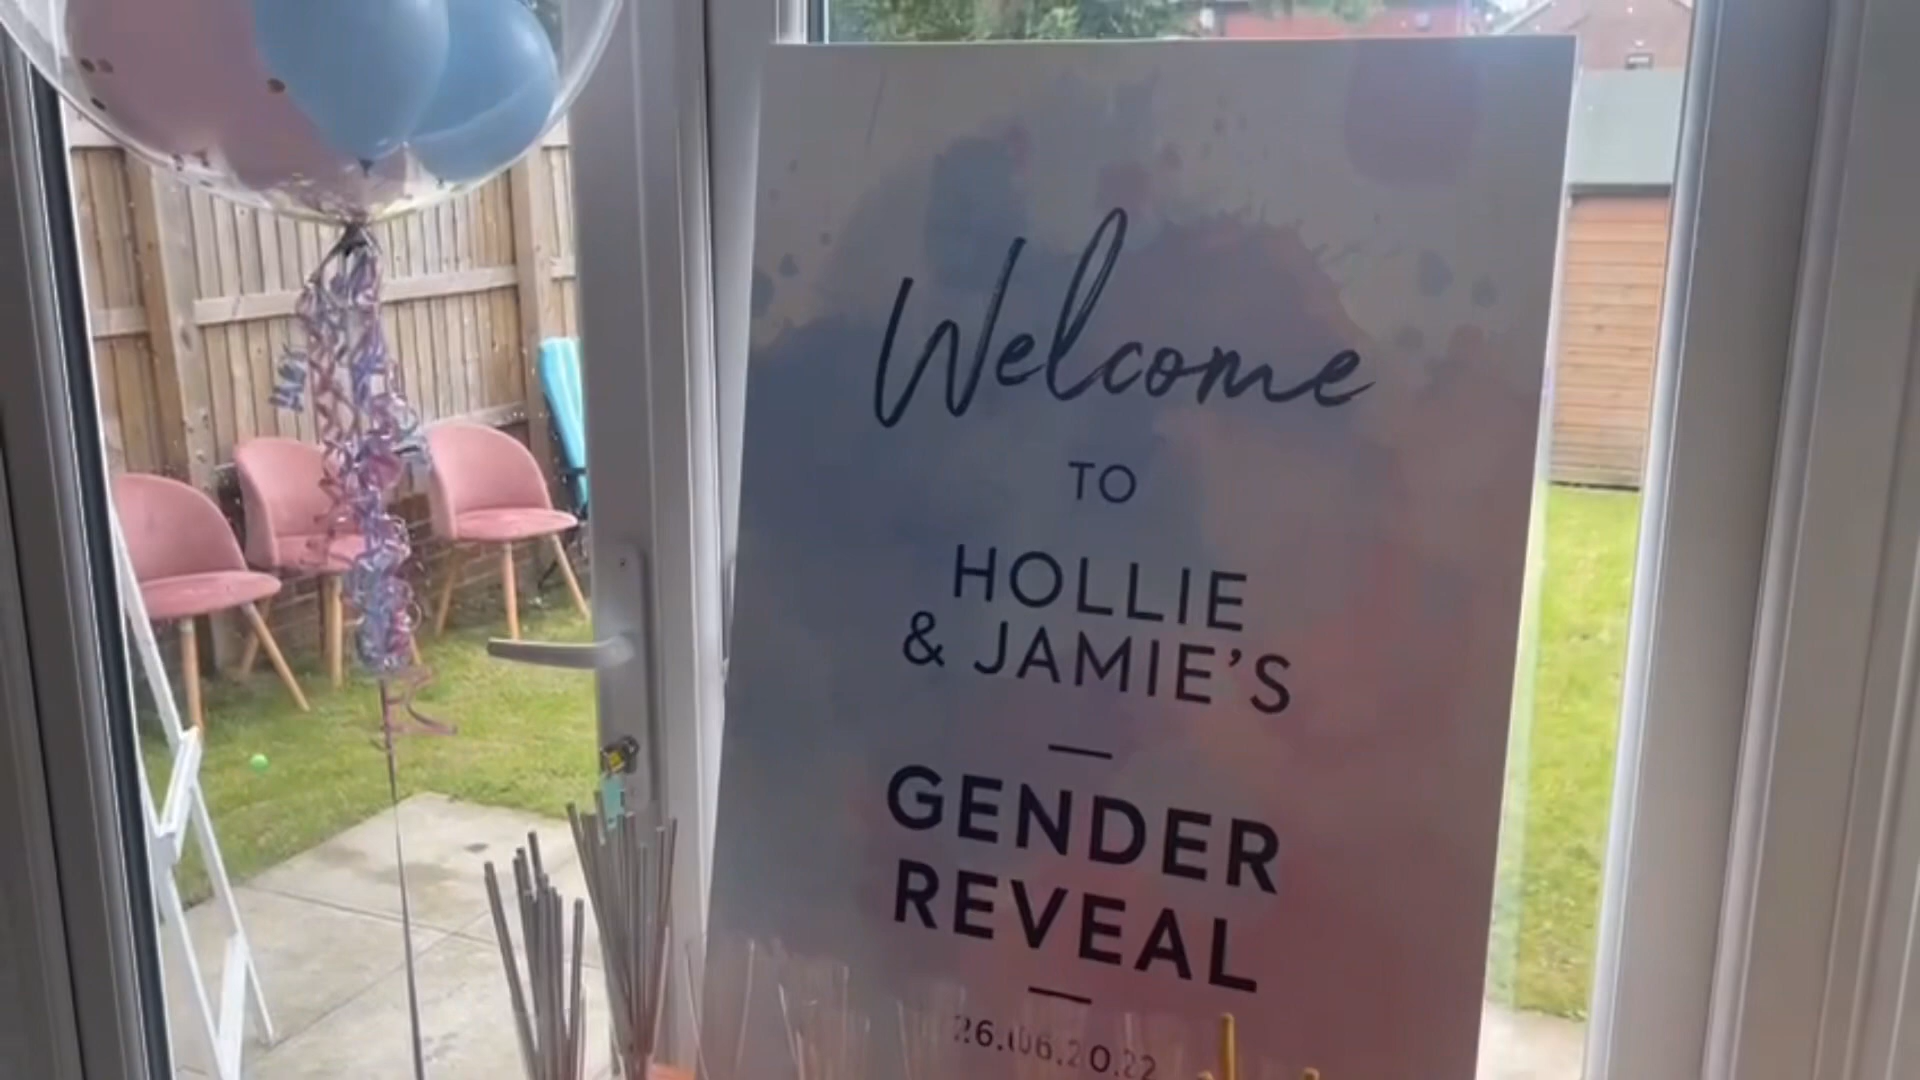 Welcome
TO
HOLLIE
& JAMIE'S
GENDER
REVEAL
26.06.2022